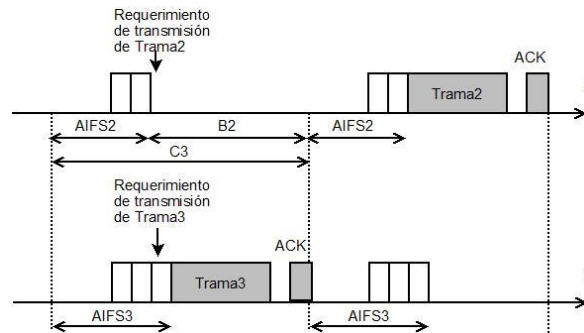 Requerimiento
de transmisión
de Trama2
ACK
Trama2
AIFS2
B2
AIFS2
C3
Requerimiento
de transmisión
de Trama3
ACK
Trama3
AIFS3
AIFS3